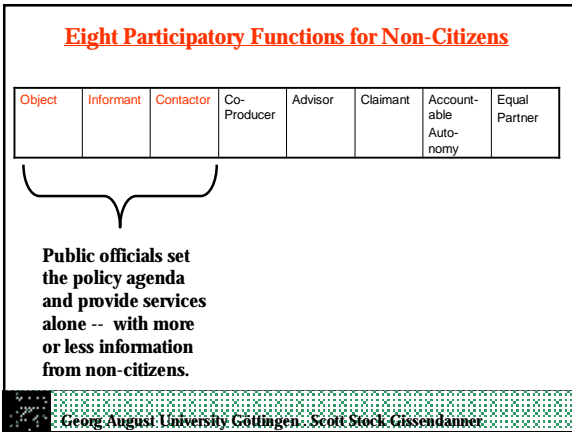 Eight Participatory Functions for Non-Citizens
Object Informant Contactor Co-Producer Advisor Claimant Account-able Auto-nomy Equal Partner
Public officials set
the policy agenda
and provide services
alone -- with more
or less information
from non-citizens.
Georg August University Göttingen Scott Stock Gissendanner